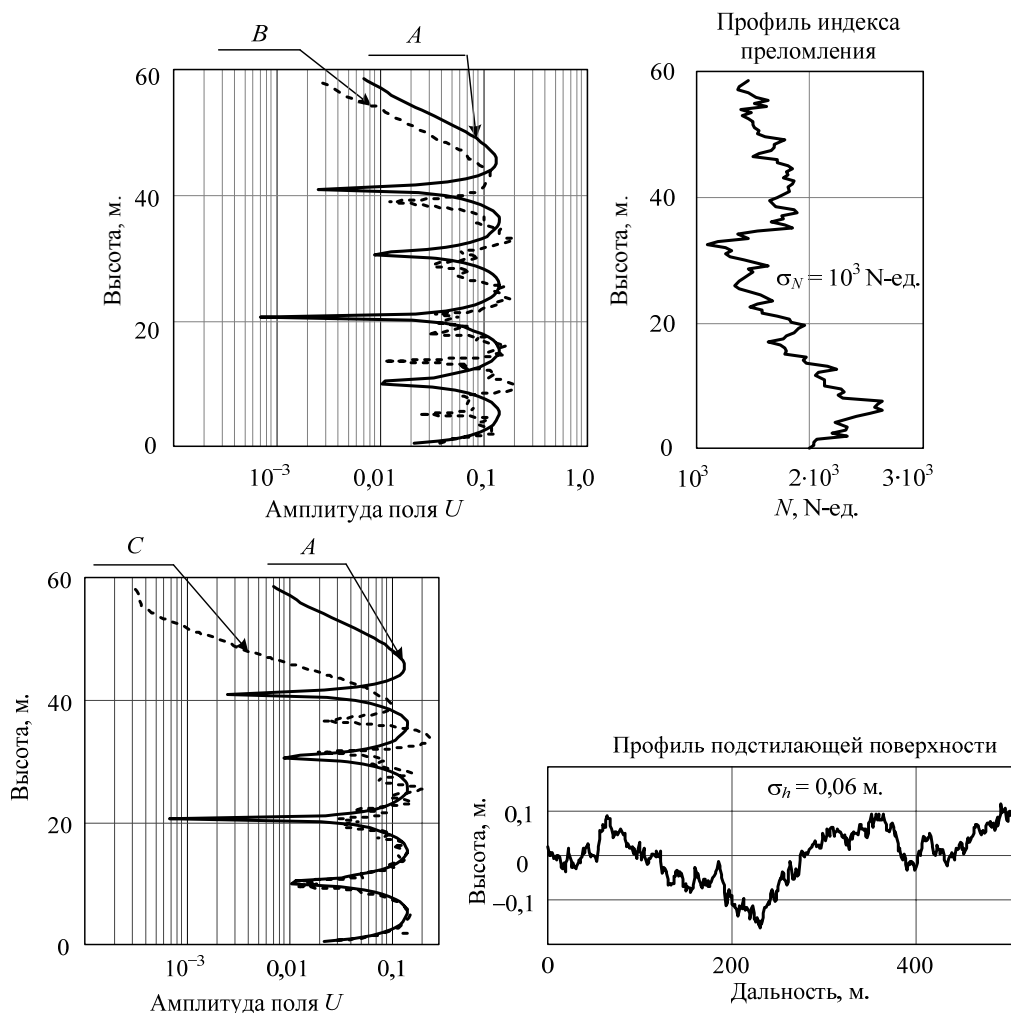 Профиль индекса
преломления
B
A
60
40
20
0
Высота, м.
10⁻³
0,01
0,1
1,0
Амплитуда поля U
60
40
20
0
Высота, м.
σN = 10³ N-ед.
10³
2·10³
3·10³
N, N-ед.
C
A
60
40
20
0
Высота, м.
10⁻³
0,01
0,1
Амплитуда поля U
Профиль подстилающей поверхности
σh = 0,06 м.
0,1
0
−0,1
Высота, м.
0
200
400
Дальность, м.